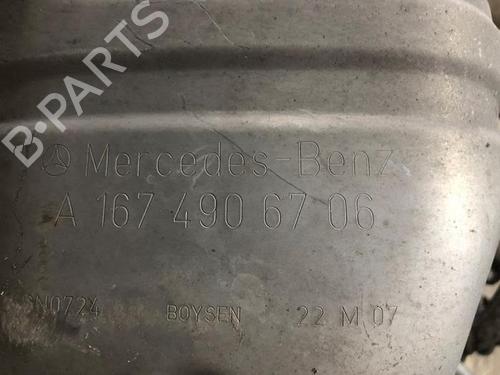 B-PARTS
Mercedes-Benz
A 167 490 67 06
SN0724 BOYSEN 22 M 07